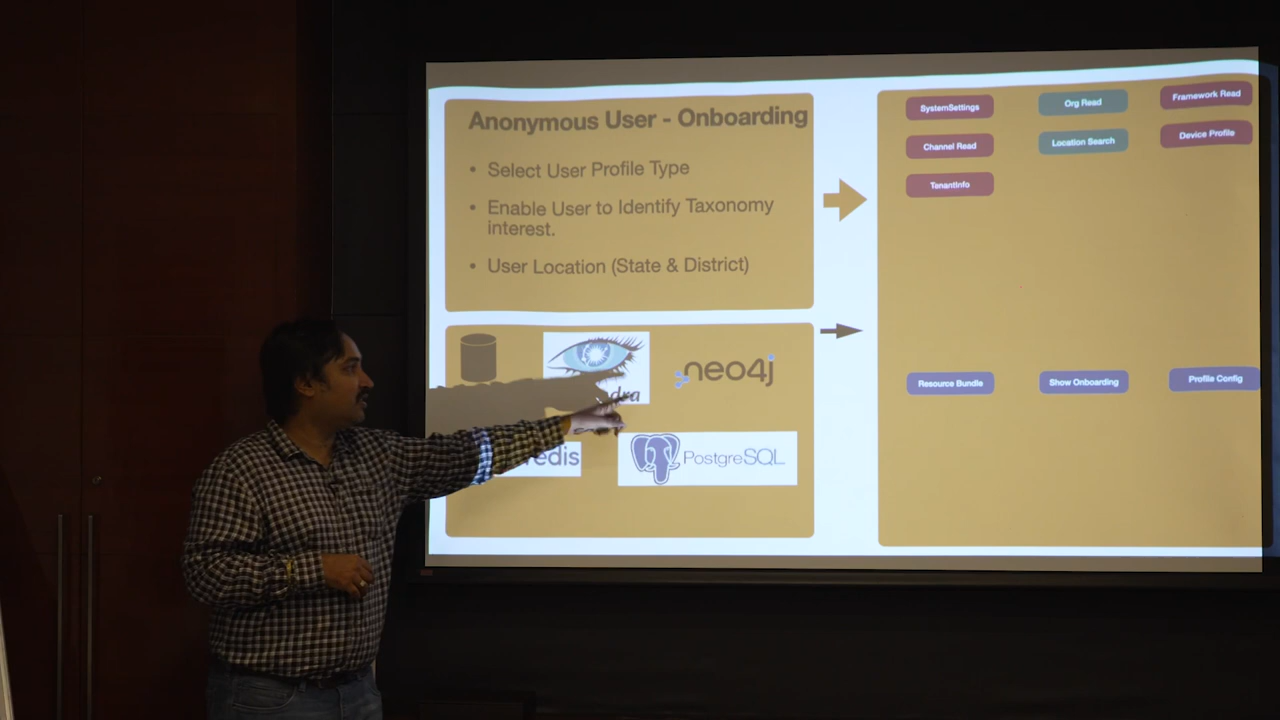 Anonymous User - Onboarding
• Select User Profile Type
• Enable User to Identify Taxonomy
interest.
• User Location (State & District)
neo4j
PostgreSQL
SystemSettings
Org Read
Framework Read
Channel Read
Location Search
Device Profile
TenantInfo
Resource Bundle
Show Onboarding
Profile Config